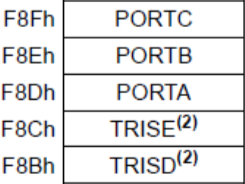 F8Fh PORTC
F8Eh PORTB
F8Dh PORTA
F8Ch TRISE(2)
F8Bh TRISD(2)